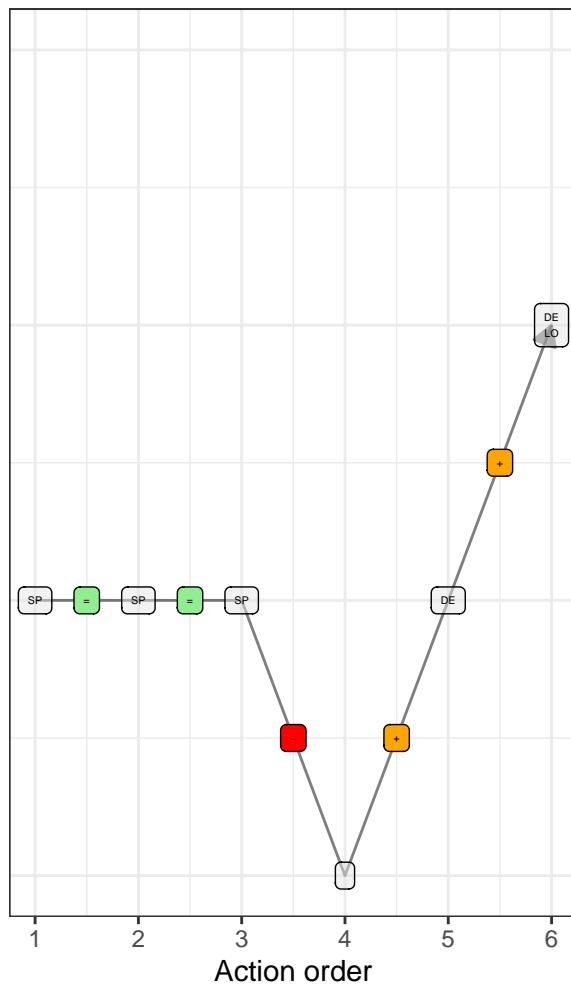 DE
LO
+
SP = SP = SP DE
- +
1 2 3 4 5 6
Action order